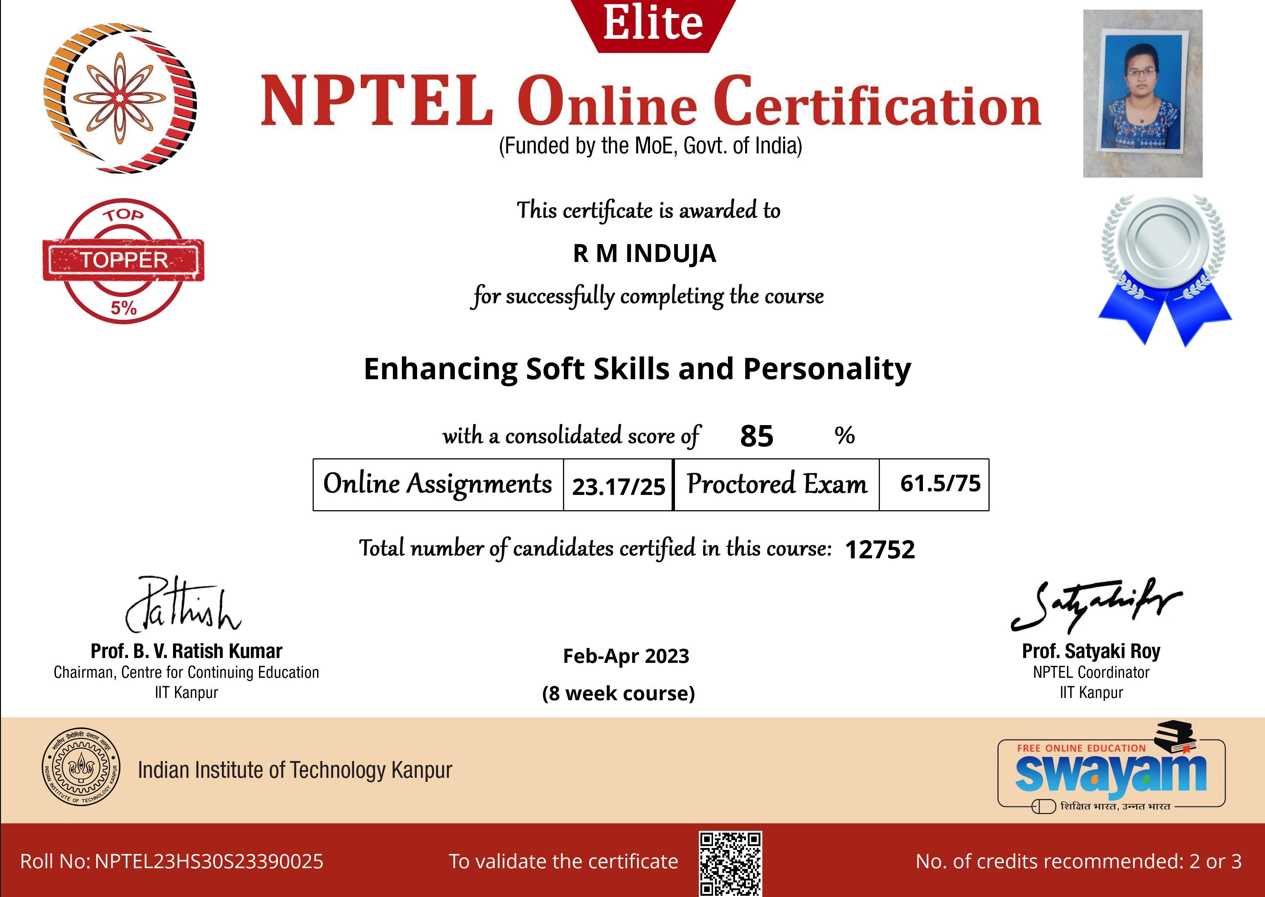 Elite
NPTEL Online Certification
(Funded by the MoE, Govt. of India)
TOP
TOPPER
5%
This certificate is awarded to
R M INDUJA
for successfully completing the course
Enhancing Soft Skills and Personality
with a consolidated score of 85 %
Online Assignments 23.17/25 Proctored Exam 61.5/75
Total number of candidates certified in this course: 12752
Prof. B. V. Ratish Kumar
Chairman, Centre for Continuing Education
IIT Kanpur
Feb-Apr 2023
(8 week course)
Prof. Satyaki Roy
NPTEL Coordinator
IIT Kanpur
INDIAN INSTITUTE OF TECHNOLOGY KANPUR
Indian Institute of Technology Kanpur
FREE ONLINE EDUCATION
swayam
शिक्षित भारत, उन्नत भारत
Roll No: NPTEL23HS30S23390025
To validate the certificate
No. of credits recommended: 2 or 3